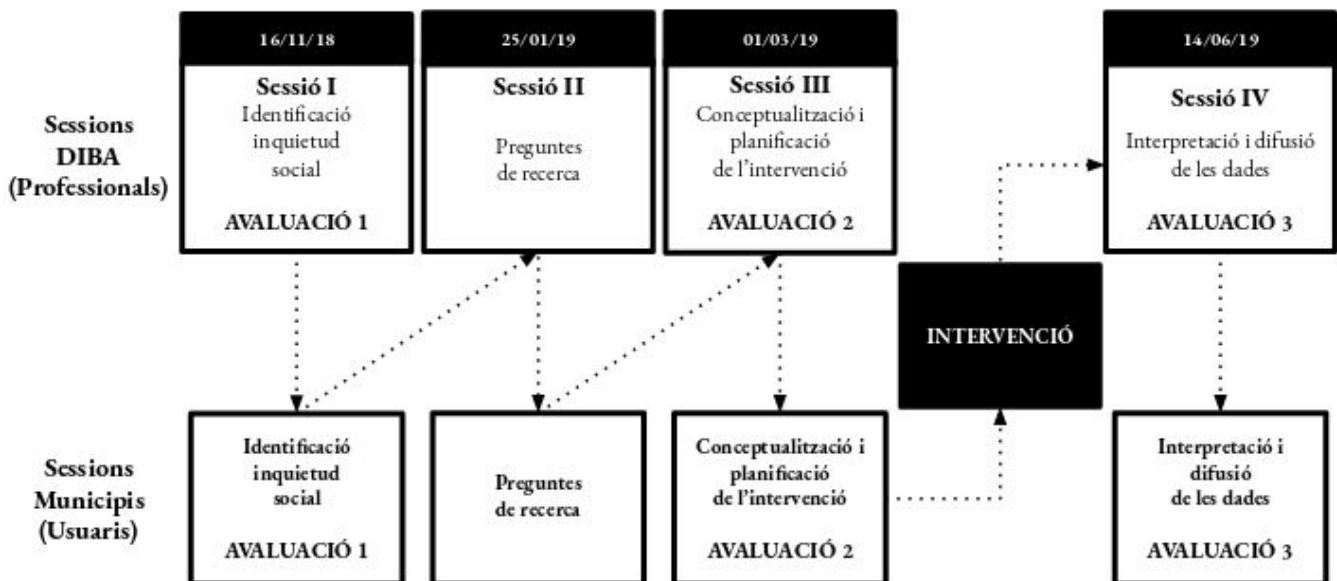 16/11/18
25/01/19
01/03/19
14/06/19
Sessions
DIBA
(Professionals)
Sessió I
Identificació
inquietud
social
AVALUACIÓ 1
Sessió II
Preguntes
de recerca
Sessió III
Conceptualització i
planificació
de l'intervenció
AVALUACIÓ 2
Sessió IV
Interpretació i difusió
de les dades
AVALUACIÓ 3
INTERVENCIÓ
Sessions
Municipis
(Usuaris)
Identificació
inquietud
social
AVALUACIÓ 1
Preguntes
de recerca
Conceptualització i
planificació
de l'intervenció
AVALUACIÓ 2
Interpretació i
difusió
de les dades
AVALUACIÓ 3